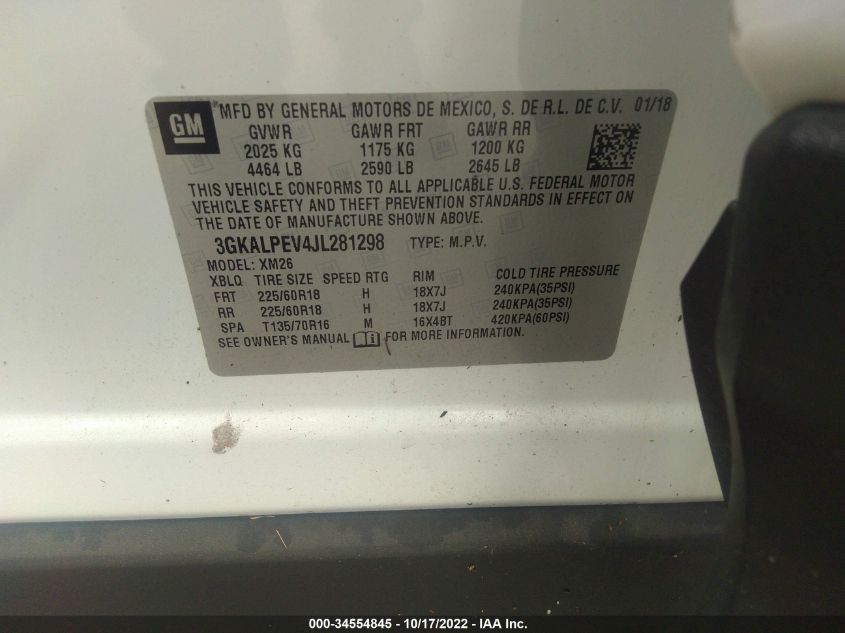 GM
MFD BY GENERAL MOTORS DE MEXICO, S. DE R.L. DE C.V. 01/18
GVWR GAWR FRT GAWR RR
2025 KG 1175 KG 1200 KG
4464 LB 2590 LB 2645 LB
THIS VEHICLE CONFORMS TO ALL APPLICABLE U.S. FEDERAL MOTOR
VEHICLE SAFETY AND THEFT PREVENTION STANDARDS IN EFFECT ON
THE DATE OF MANUFACTURE SHOWN ABOVE.
3GKALPEV4JL281298 TYPE: M.P.V.
MODEL: XM26
XBLQ TIRE SIZE SPEED RTG RIM COLD TIRE PRESSURE
FRT 225/60R18 H 18X7J 240KPA(35PSI)
RR 225/60R18 H 18X7J 240KPA(35PSI)
SPA T135/70R16 M 16X4BT 420KPA(60PSI)
SEE OWNER'S MANUAL FOR MORE INFORMATION.
000-34554845 - 10/17/2022 - IAA Inc.